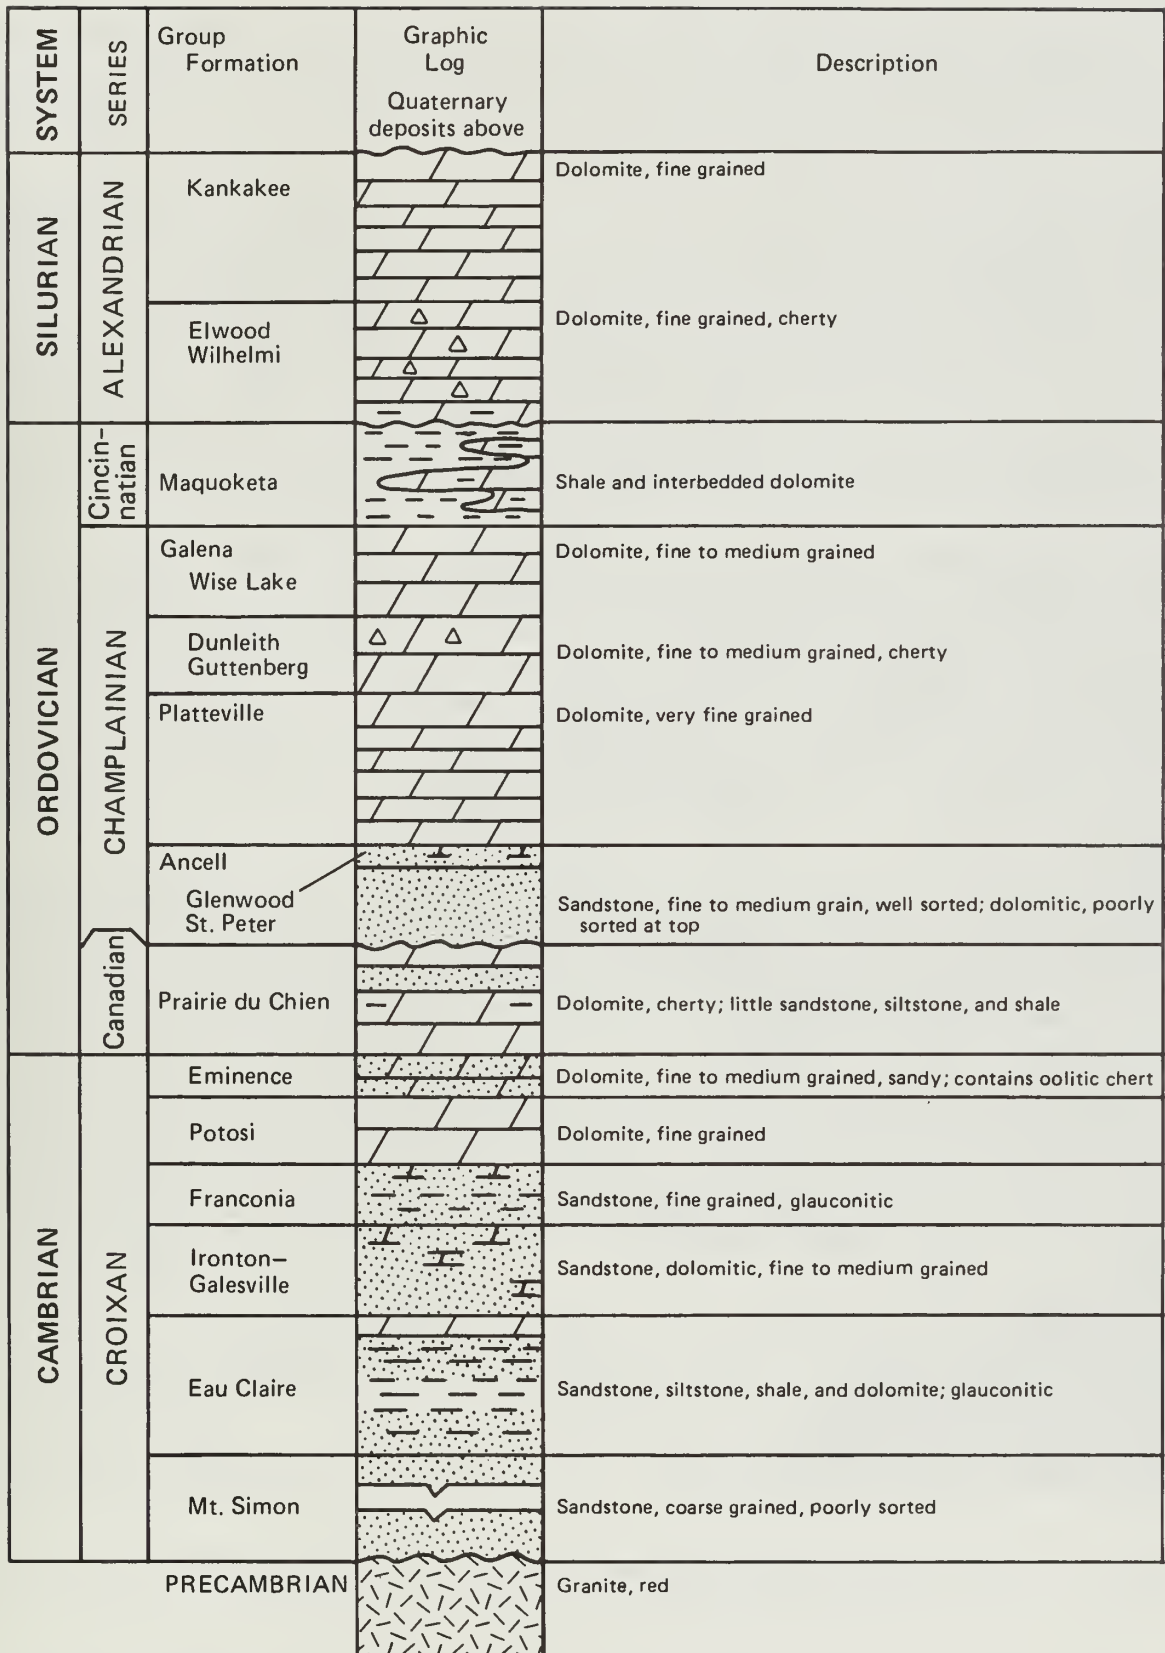 SYSTEM
SERIES
Group
Formation
Graphic
Log
Quaternary
deposits above
Description
SILURIAN
ALEXANDRIAN
Kankakee
Dolomite, fine grained
Elwood
Wilhelmi
Dolomite, fine grained, cherty
ORDOVICIAN
Cincin-
natian
Maquoketa
Shale and interbedded dolomite
CHAMPLAINIAN
Galena
Wise Lake
Dolomite, fine to medium grained
Dunleith
Guttenberg
Dolomite, fine to medium grained, cherty
Platteville
Dolomite, very fine grained
Ancell
Glenwood
St. Peter
Sandstone, fine to medium grain, well sorted; dolomitic, poorly
sorted at top
Canadian
Prairie du Chien
Dolomite, cherty; little sandstone, siltstone, and shale
CAMBRIAN
CROIXAN
Eminence
Dolomite, fine to medium grained, sandy; contains oolitic chert
Potosi
Dolomite, fine grained
Franconia
Sandstone, fine grained, glauconitic
Ironton–
Galesville
Sandstone, dolomitic, fine to medium grained
Eau Claire
Sandstone, siltstone, shale, and dolomite; glauconitic
Mt. Simon
Sandstone, coarse grained, poorly sorted
PRECAMBRIAN
Granite, red